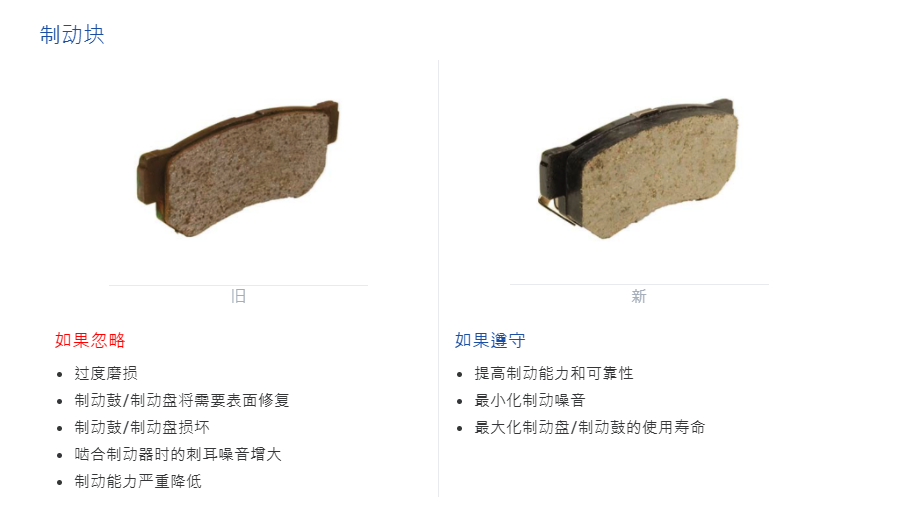 制动块
旧
新
如果忽略
过度磨损
制动鼓/制动盘将需要表面修复
制动鼓/制动盘损坏
啮合制动器时的刺耳噪音增大
制动能力严重降低
如果遵守
提高制动能力和可靠性
最小化制动噪音
最大化制动盘/制动鼓的使用寿命